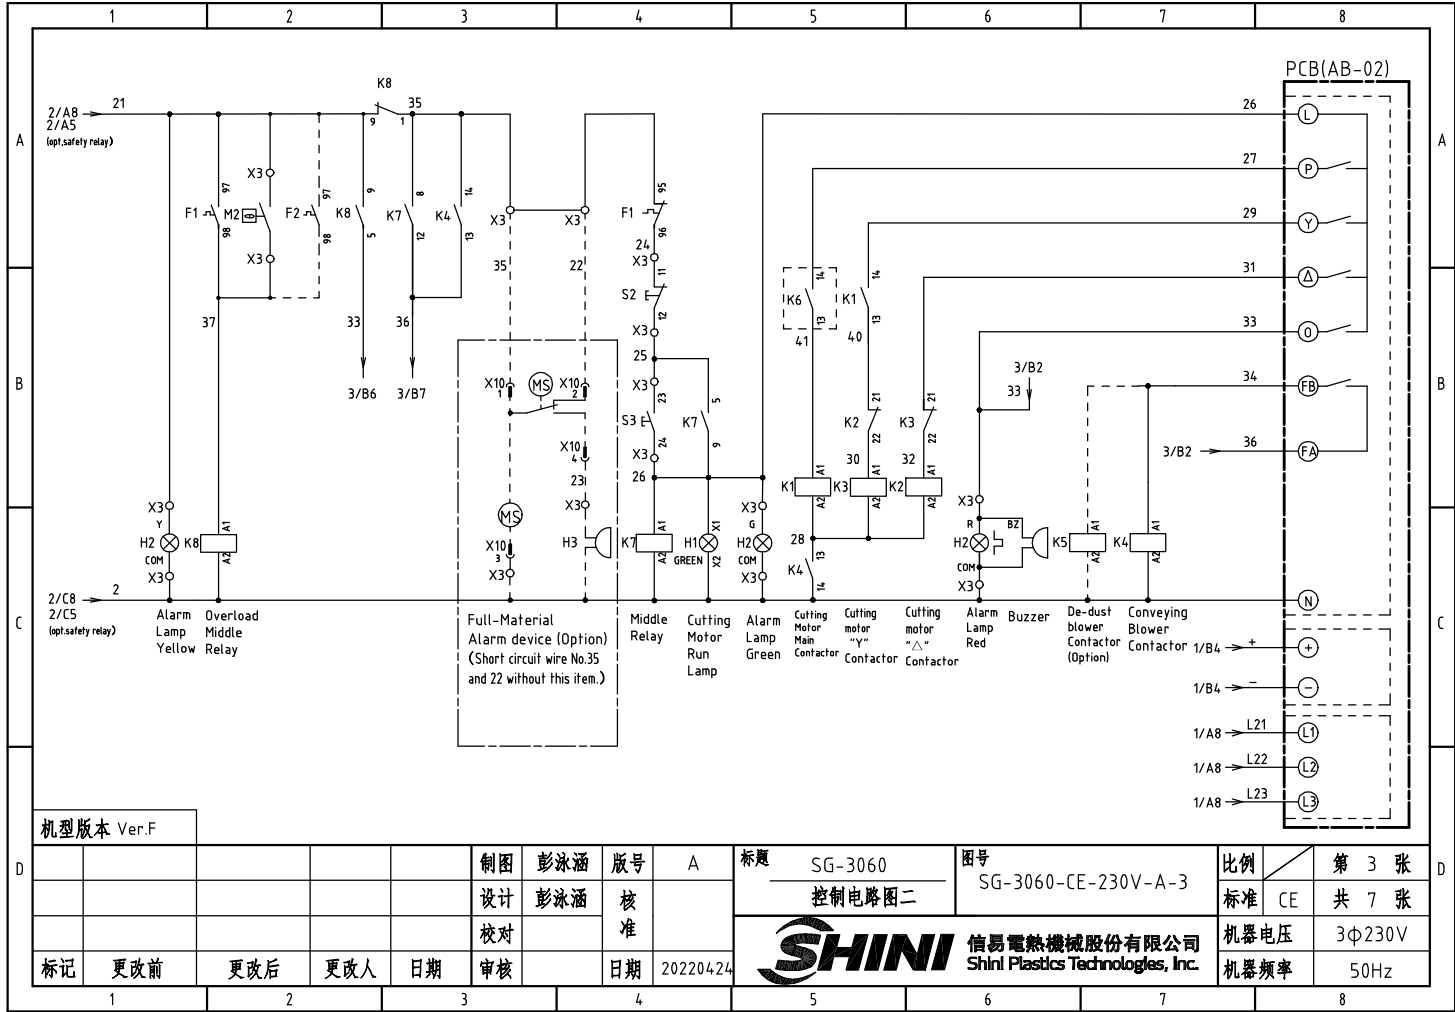 1 2 3 4 5 6 7 8
PCB(AB-02)
K8
21
35
26
L
2/A8
2/A5
(opt.safety relay)
9 1
A
A
27
P
X3
97
97
9
8
14
95
F1
M2
θ
F2
K8
K7
K4
X3
X3
F1
29
Y
98
98
5
12
13
96
24
X3
X3
35
22
11
14
14
31
Δ
S2
K6
K1
12
13
13
37
33
36
X3
41
40
33
O
25
3/B2
33
B
B
3/B6
3/B7
X10
1
MS
X10
2
X3
34
FB
23
5
21
21
S3
K7
K2
K3
24
9
22
22
X10
4
X3
30
32
3/B2
36
FA
23
26
K1
A1
A2
K3
A1
A2
K2
A1
A2
X3
X3
X3
X3
Y
MS
G
R
BZ
A1
A1
X1
28
13
A1
A1
H2
K8
X10
3
H3
K7
H1
H2
K4
H2
K5
K4
COM
A2
A2
GREEN
X2
COM
14
COM
A2
A2
X3
X3
X3
X3
2/C8
2/C5
(opt.safety relay)
2
N
C
C
Alarm
Lamp
Yellow
Overload
Middle
Relay
Full-Material
Alarm device (Option)
(Short circuit wire No.35
and 22 without this item.)
Middle
Relay
Cutting
Motor
Run
Lamp
Alarm
Lamp
Green
Cutting
Motor
Main
Contactor
Cutting
motor
"Y"
Contactor
Cutting
motor
"△"
Contactor
Alarm
Lamp
Red
Buzzer
De-dust
blower
Contactor
(Option)
Conveying
Blower
Contactor
1/B4 + +
1/B4 − −
1/A8 L21 L1
1/A8 L22 L2
1/A8 L23 L3
机型版本 Ver.F
D
D
制图 彭泳涵 版号 A
设计 彭泳涵 核
校对 准
标记 更改前 更改后 更改人 日期 审核 日期 20220424
标题 SG-3060
控制电路图二
图号
SG-3060-CE-230V-A-3
SHINI
信易電熱機械股份有限公司
Shini Plastics Technologies, Inc.
比例 第 3 张
标准 CE 共 7 张
机器电压 3ϕ230V
机器频率 50Hz
1 2 3 4 5 6 7 8